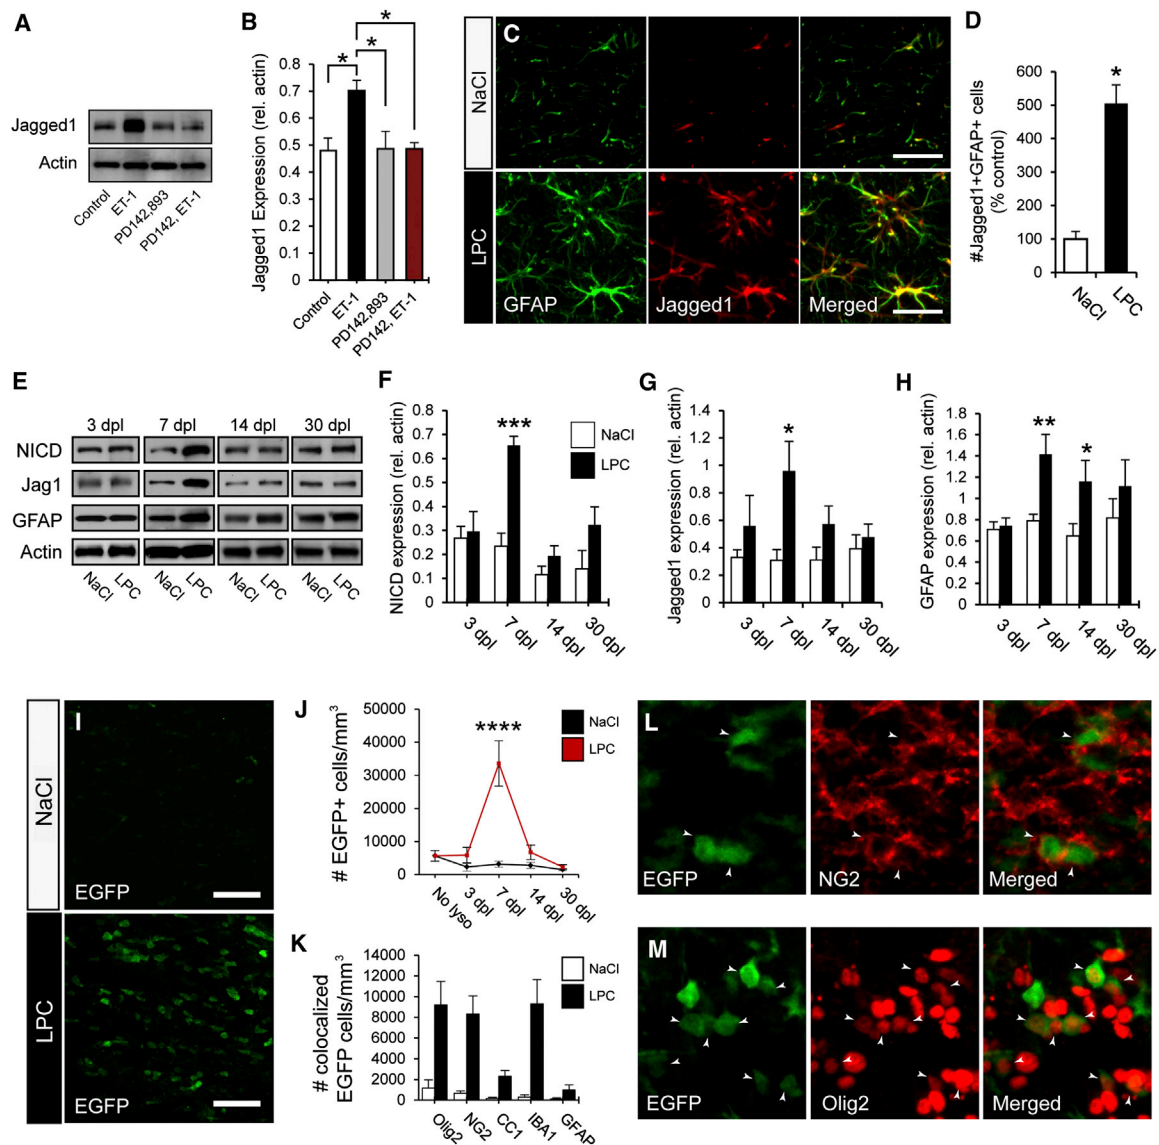 A
Jagged1
Actin
Control
ET-1
PD142,893
PD142, ET-1
B
Jagged1 Expression (rel. actin)
0.8
0.7
0.6
0.5
0.4
0.3
0.2
0.1
0
*
*
*
Control
ET-1
PD142,893
PD142, ET-1
C
NaCl
LPC
GFAP
Jagged1
Merged
D
#Jagged1+GFAP+ cells
(% control)
600
500
400
300
200
100
0
*
NaCl
LPC
E
3 dpl
7 dpl
14 dpl
30 dpl
NICD
Jag1
GFAP
Actin
NaCl
LPC
NaCl
LPC
NaCl
LPC
NaCl
LPC
F
NICD expression (rel. actin)
0.8
0.7
0.6
0.5
0.4
0.3
0.2
0.1
0
***
NaCl
LPC
3 dpl
7 dpl
14 dpl
30 dpl
G
Jagged1 expression (rel. actin)
1.4
1.2
1
0.8
0.6
0.4
0.2
0
*
3 dpl
7 dpl
14 dpl
30 dpl
H
GFAP expression (rel. actin)
1.8
1.6
1.4
1.2
1
0.8
0.6
0.4
0.2
0
**
*
3 dpl
7 dpl
14 dpl
30 dpl
I
NaCl
EGFP
LPC
EGFP
J
# EGFP+ cells/mm3
50000
40000
30000
20000
10000
0
****
NaCl
LPC
No lyso
3 dpl
7 dpl
14 dpl
30 dpl
K
# colocalized
EGFP cells/mm3
14000
12000
10000
8000
6000
4000
2000
0
NaCl
LPC
Olig2
NG2
CC1
IBA1
GFAP
L
EGFP
NG2
Merged
M
EGFP
Olig2
Merged